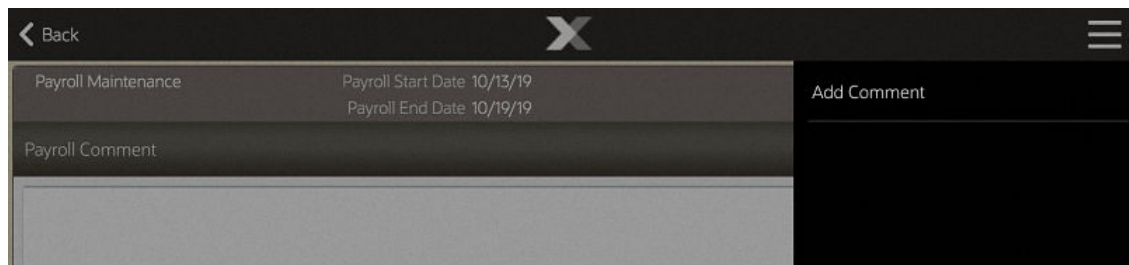 Back
Payroll Maintenance
Payroll Start Date 10/13/19
Payroll End Date 10/19/19
Add Comment
Payroll Comment